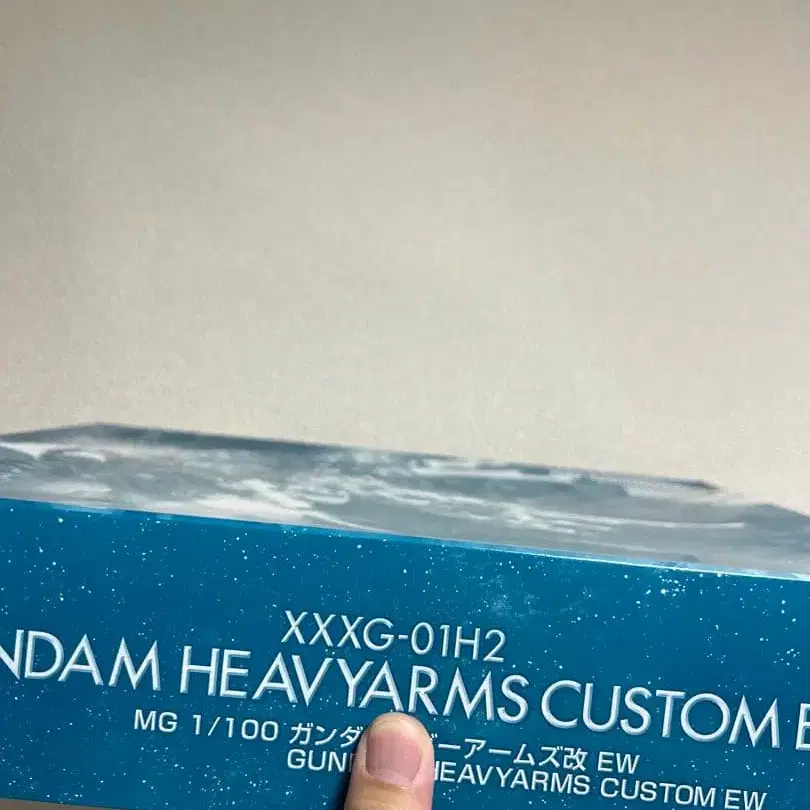 XXXG-01H2
NDAM HEAVYARMS CUSTOM E
MG 1/100 ガンダ ビーアームズ改 EW
GUN HEAVYARMS CUSTOM EW